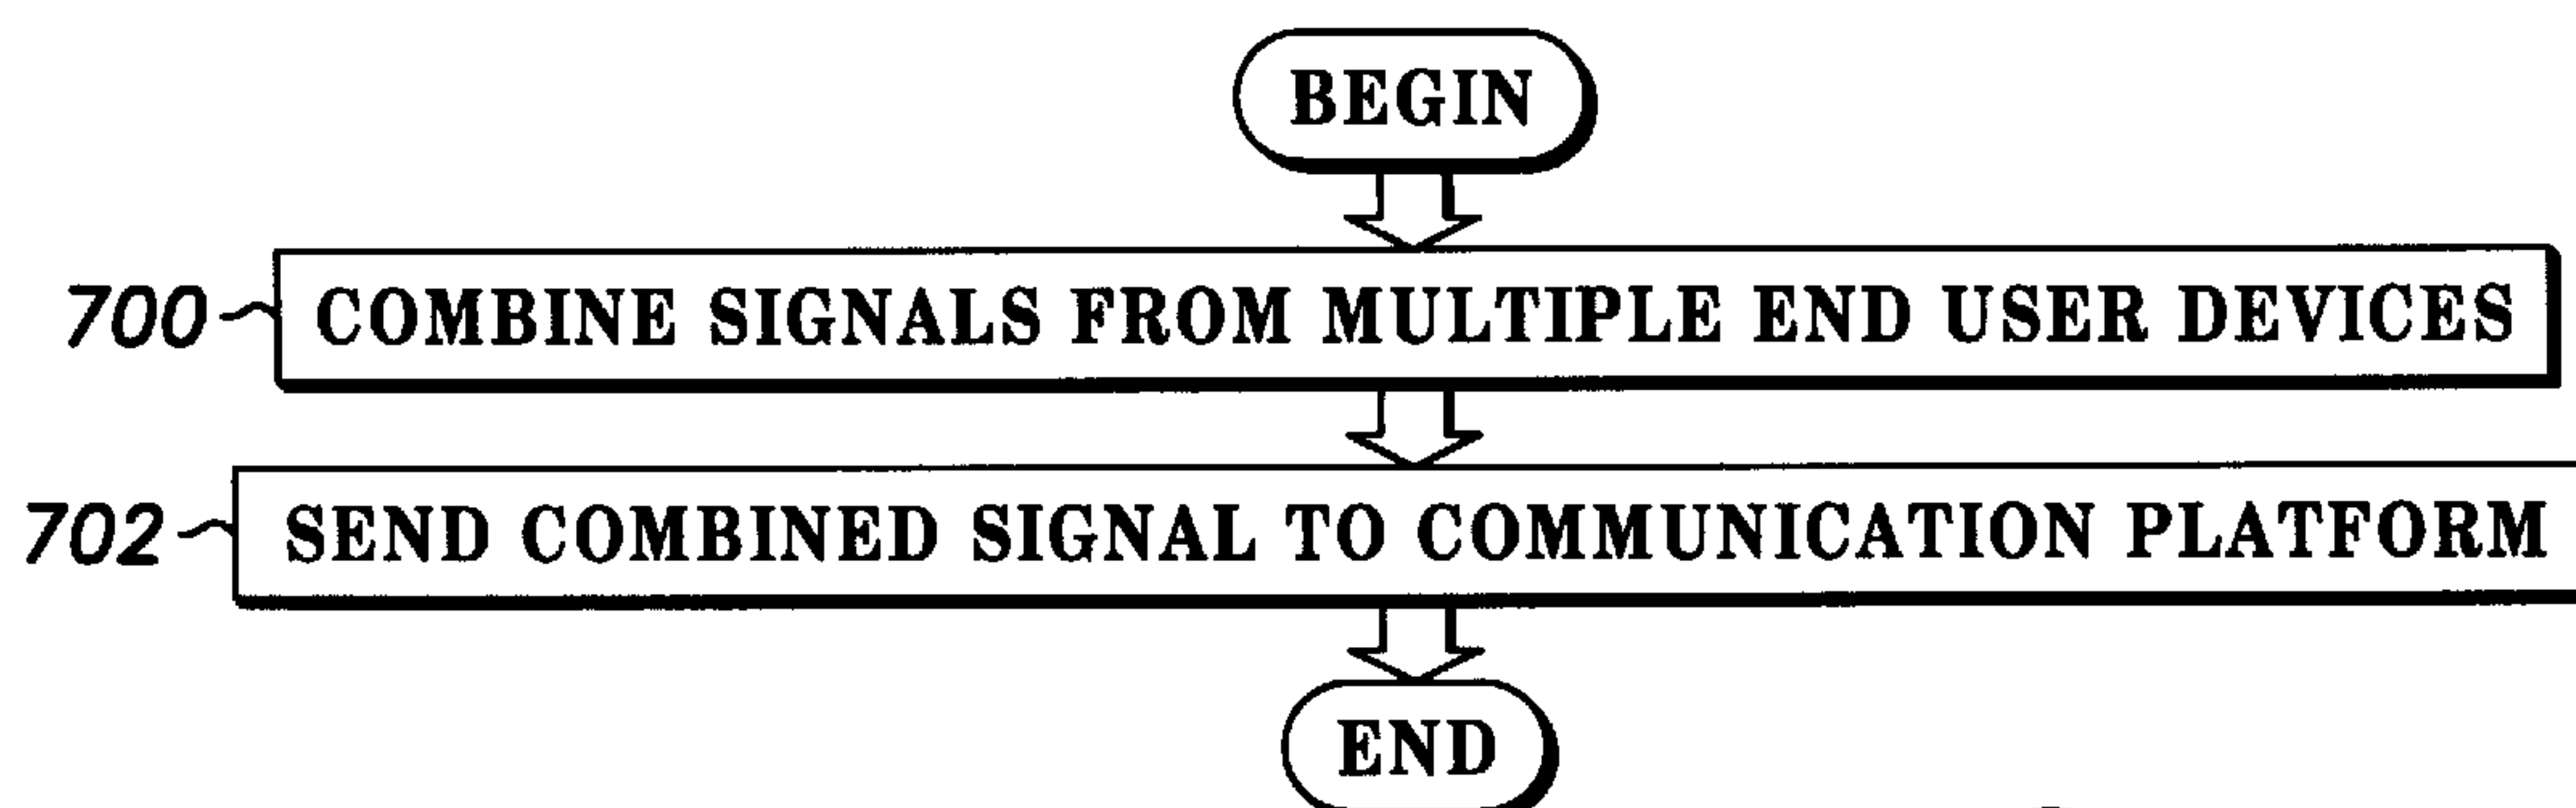 BEGIN
700 COMBINE SIGNALS FROM MULTIPLE END USER DEVICES
702 SEND COMBINED SIGNAL TO COMMUNICATION PLATFORM
END